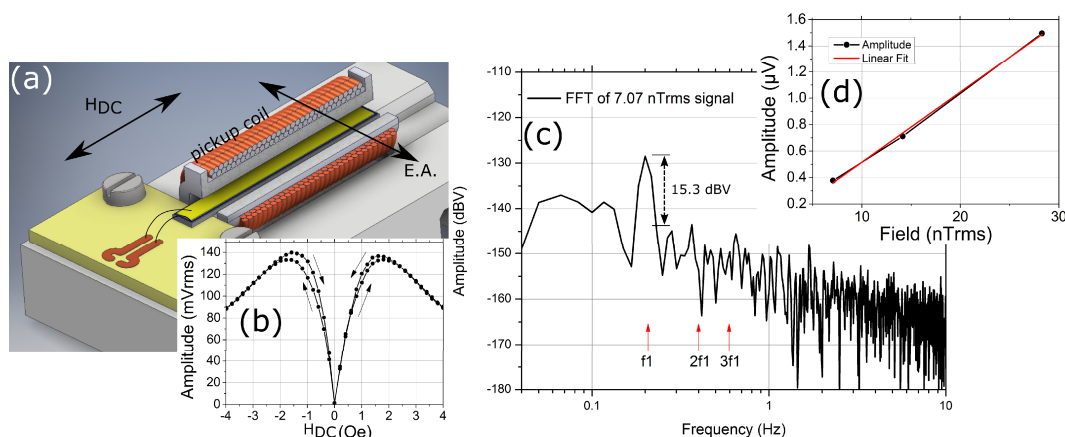 (a)
H_DC
pickup coil
E.A.
Amplitude (mVrms)
140
120
100
80
60
40
20
0
(b)
-4 -3 -2 -1 0 1 2 3 4
H_DC(Oe)
Amplitude (dBV)
-110
-120
-130
-140
-150
-160
-170
-180
FFT of 7.07 nTrms signal
(c)
15.3 dBV
f1 2f1 3f1
0.1 1 10
Frequency (Hz)
Amplitude (μV)
1.6
1.4
1.2
1.0
0.8
0.6
0.4
0.2
Amplitude
Linear Fit
(d)
10 20 30
Field (nTrms)